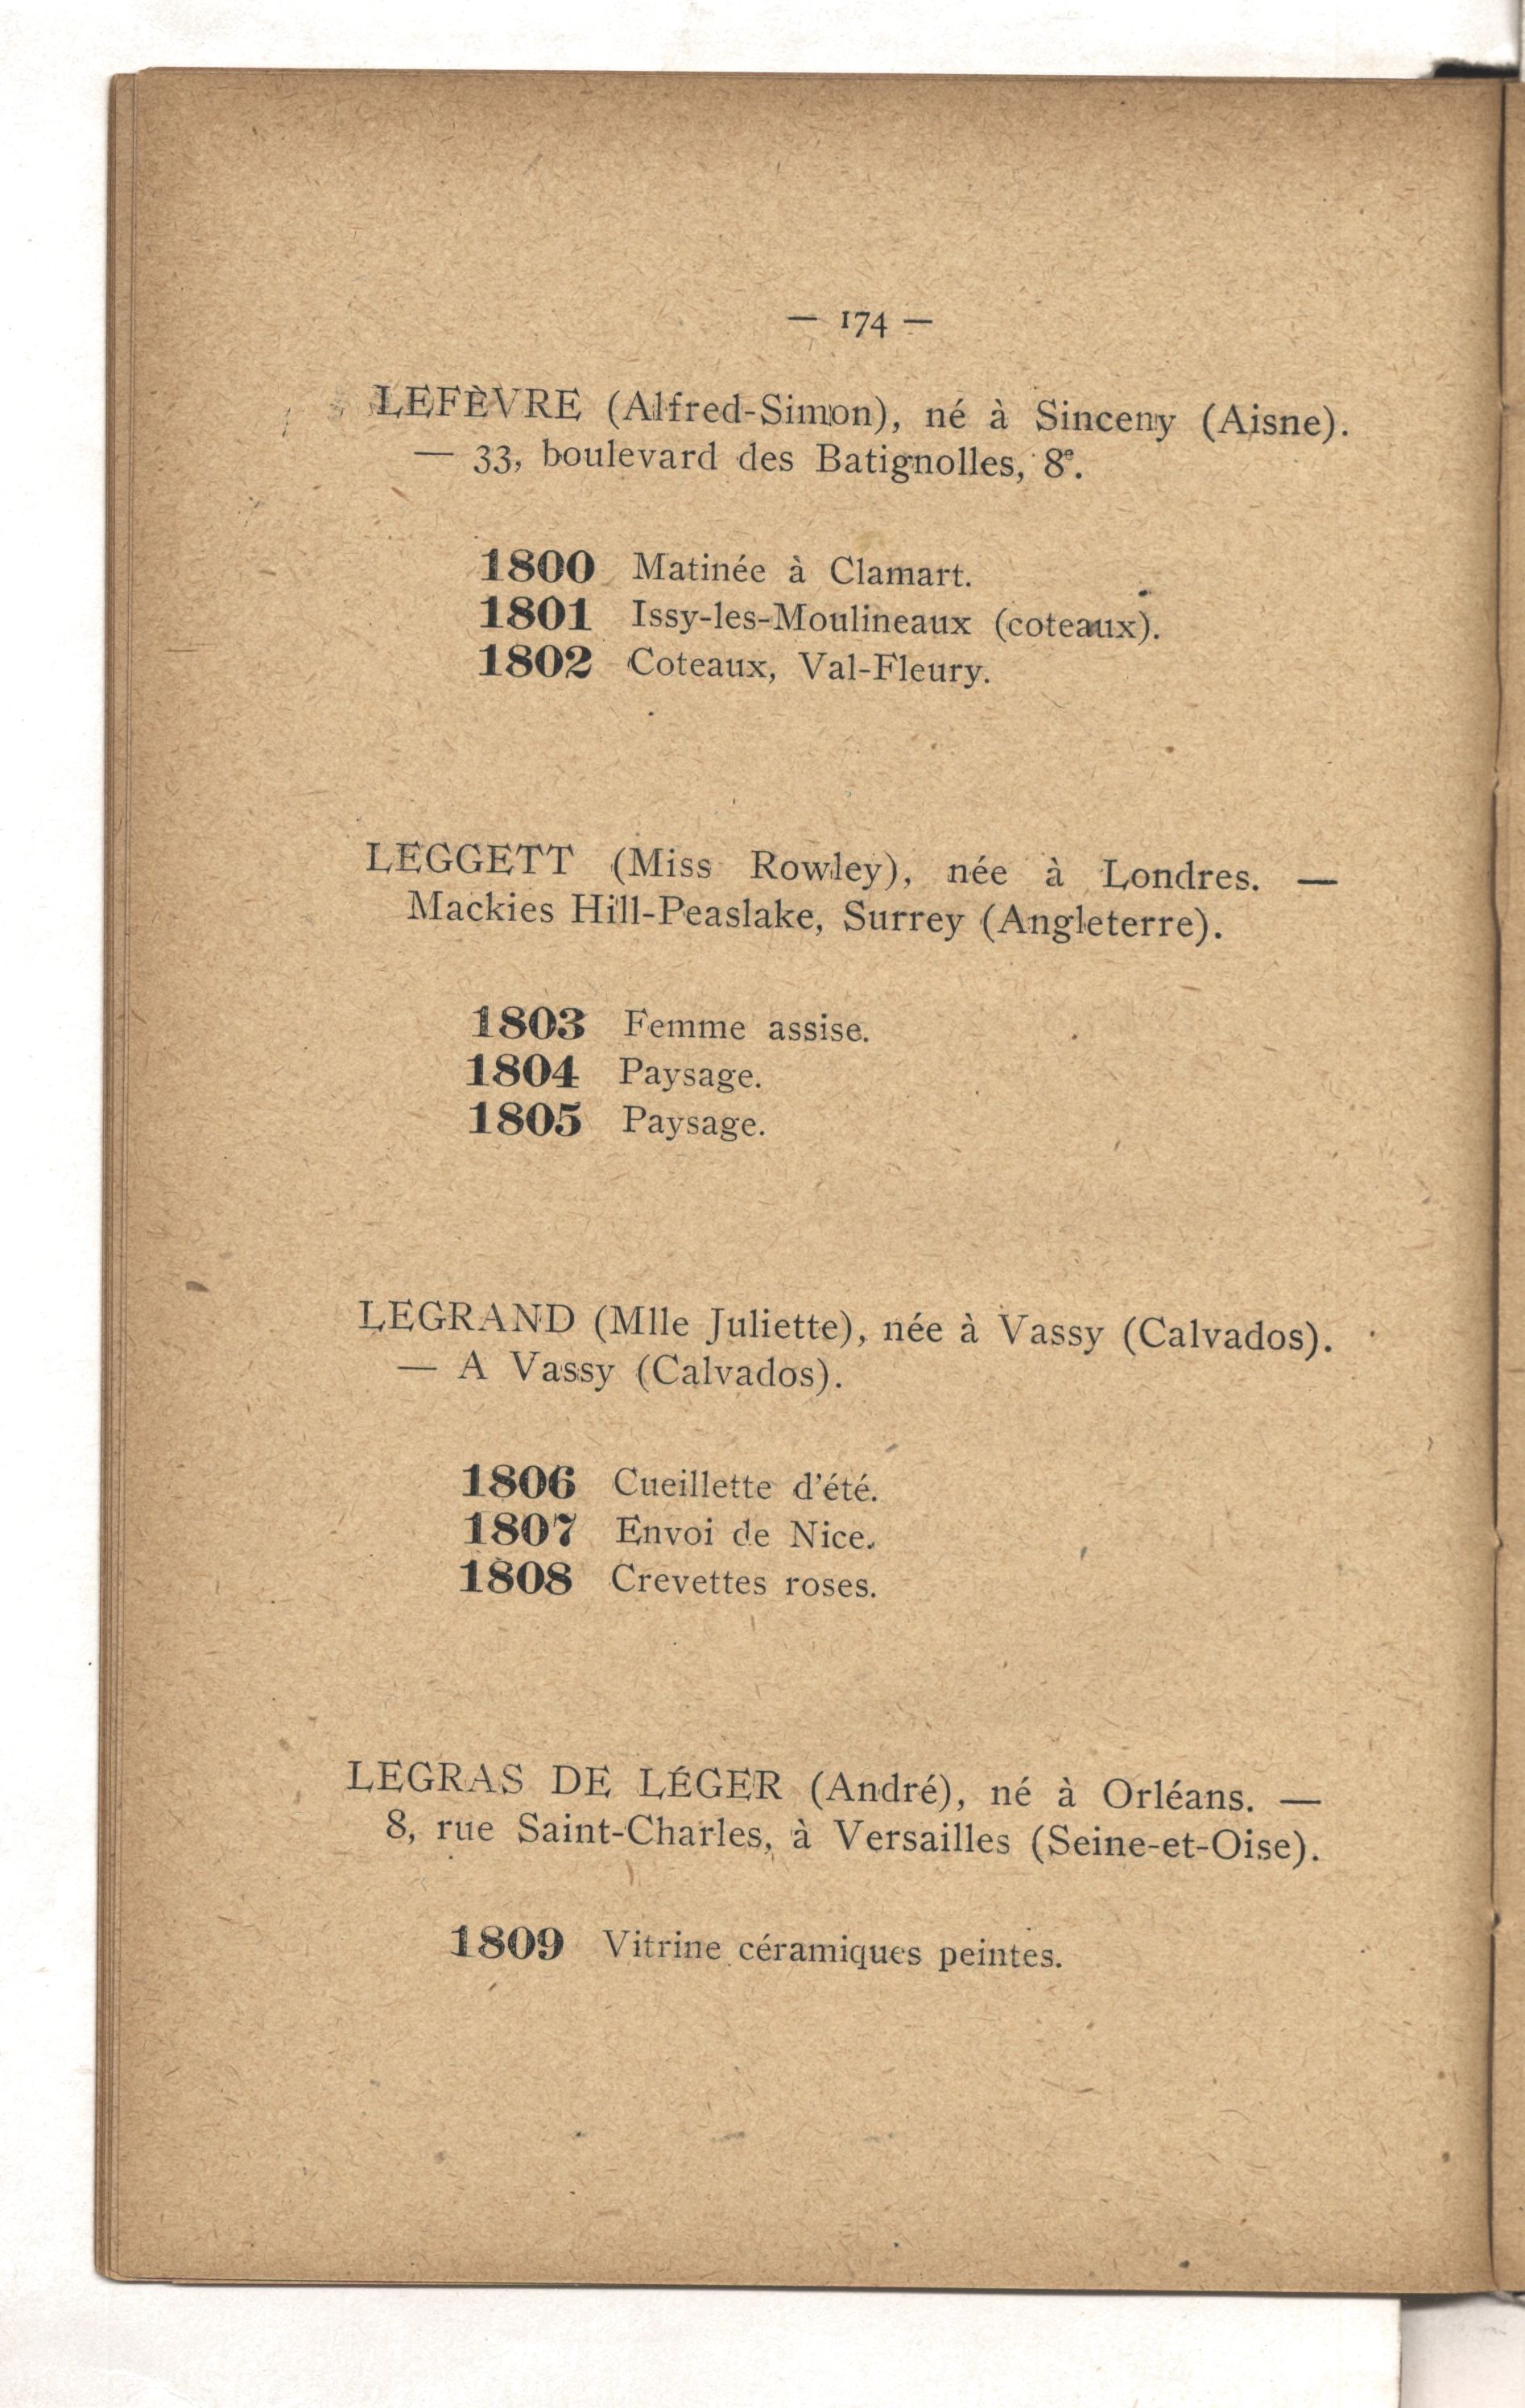 — 174 —
LEFÈVRE (Alfred-Simon), né à Sinceny (Aisne).
— 33, boulevard des Batignolles, 8e.
1800 Matinée à Clamart.
1801 Issy-les-Moulineaux (coteaux).
1802 Coteaux, Val-Fleury.
LEGGETT (Miss Rowley), née à Londres. —
Mackies Hill-Peaslake, Surrey (Angleterre).
1803 Femme assise.
1804 Paysage.
1805 Paysage.
LEGRAND (Mlle Juliette), née à Vassy (Calvados).
— A Vassy (Calvados).
1806 Cueillette d'été.
1807 Envoi de Nice.
1808 Crevettes roses.
LEGRAS DE LÉGER (André), né à Orléans. —
8, rue Saint-Charles, à Versailles (Seine-et-Oise).
1809 Vitrine céramiques peintes.